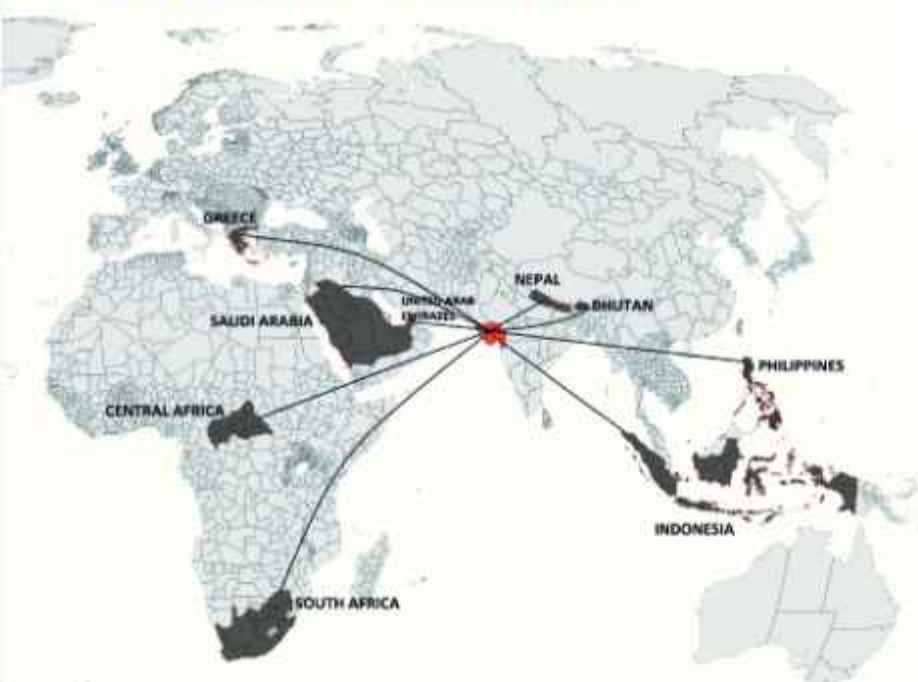 GREECE
NEPAL
BHUTAN
UNITED ARAB
EMIRATES
SAUDI ARABIA
PHILIPPINES
CENTRAL AFRICA
INDONESIA
SOUTH AFRICA